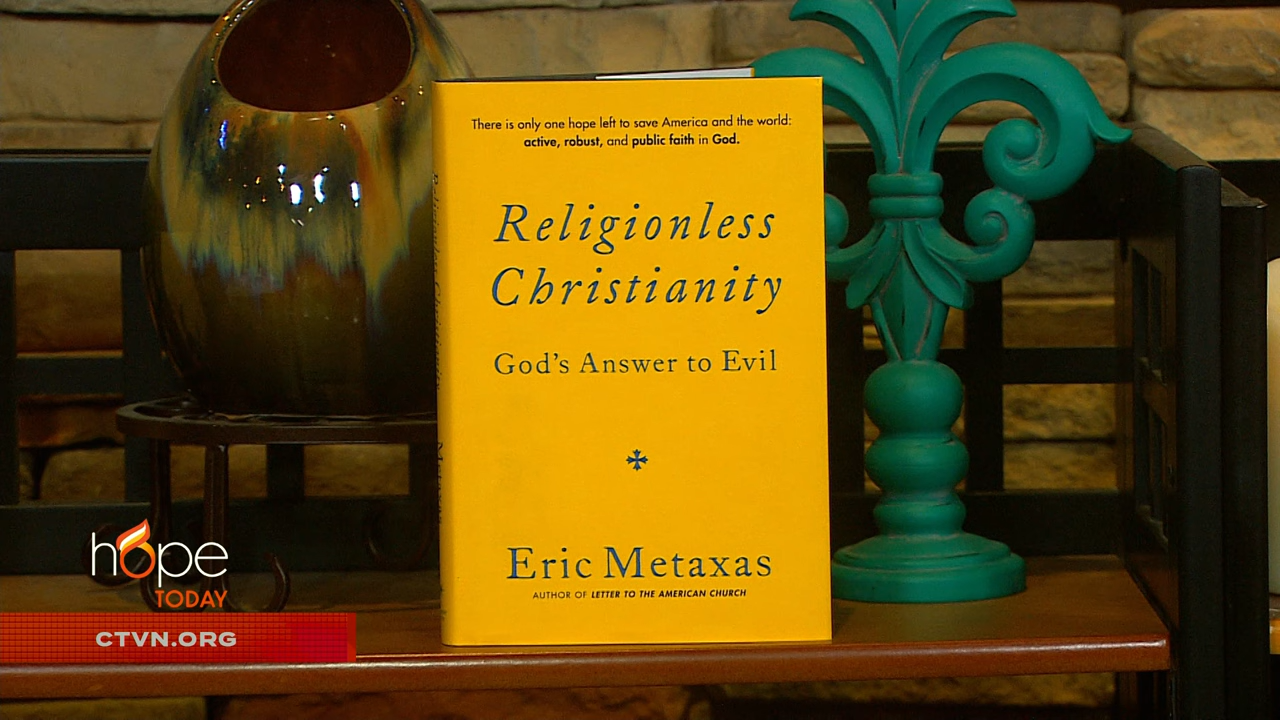 There is only one hope left to save America and the world:
active, robust, and public faith in God.
Religionless
Christianity
God's Answer to Evil
Eric Metaxas
AUTHOR OF LETTER TO THE AMERICAN CHURCH
hope
TODAY
CTVN.ORG